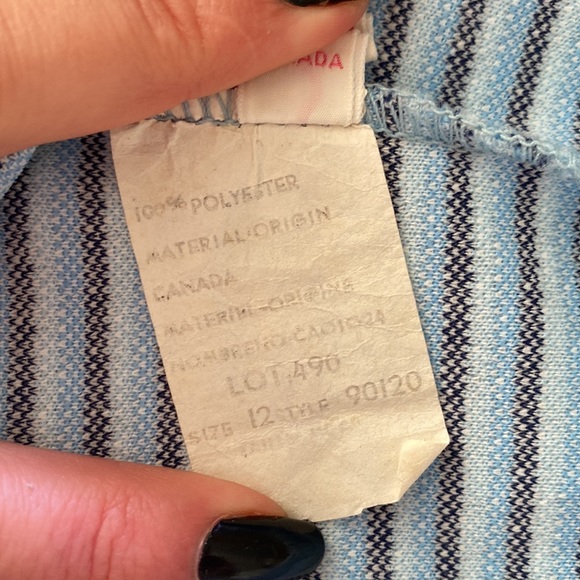 ADA
100% POLYESTER
MATERIAL-ORIGIN
CANADA
MATERIEL-ORIGINE
LOT 490
SIZE 12 STYLE 90120